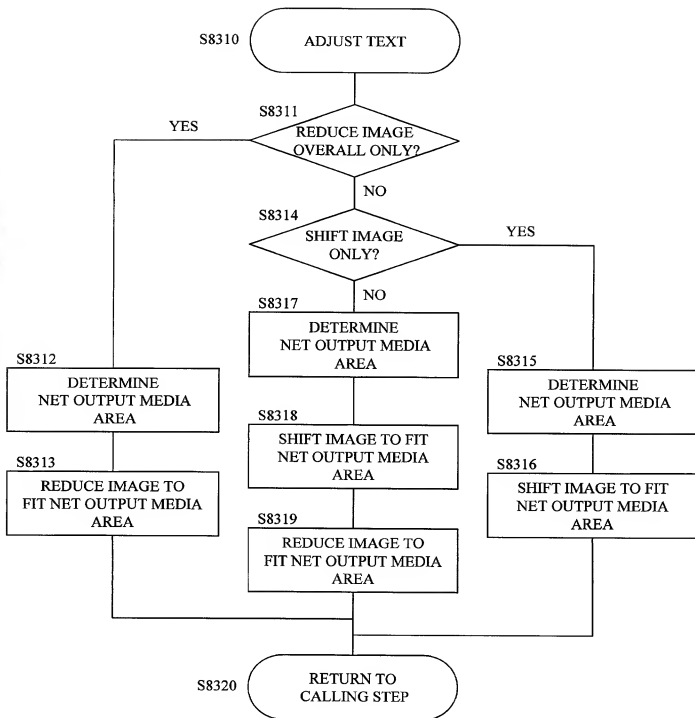 S8310
ADJUST TEXT
S8311
REDUCE IMAGE
OVERALL ONLY?
YES
NO
S8314
SHIFT IMAGE
ONLY?
YES
NO
S8317
DETERMINE
NET OUTPUT MEDIA
AREA
S8312
DETERMINE
NET OUTPUT MEDIA
AREA
S8315
DETERMINE
NET OUTPUT MEDIA
AREA
S8318
SHIFT IMAGE TO FIT
NET OUTPUT MEDIA
AREA
S8313
REDUCE IMAGE TO
FIT NET OUTPUT MEDIA
AREA
S8316
SHIFT IMAGE TO FIT
NET OUTPUT MEDIA
AREA
S8319
REDUCE IMAGE TO
FIT NET OUTPUT MEDIA
AREA
S8320
RETURN TO
CALLING STEP